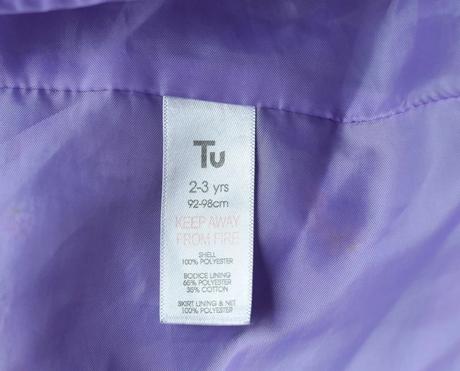 Tu
2-3 yrs
92-98cm
KEEP AWAY
FROM FIRE
SHELL
100% POLYESTER
BODICE LINING
65% POLYESTER
35% COTTON
SKIRT LINING & NET
100% POLYESTER